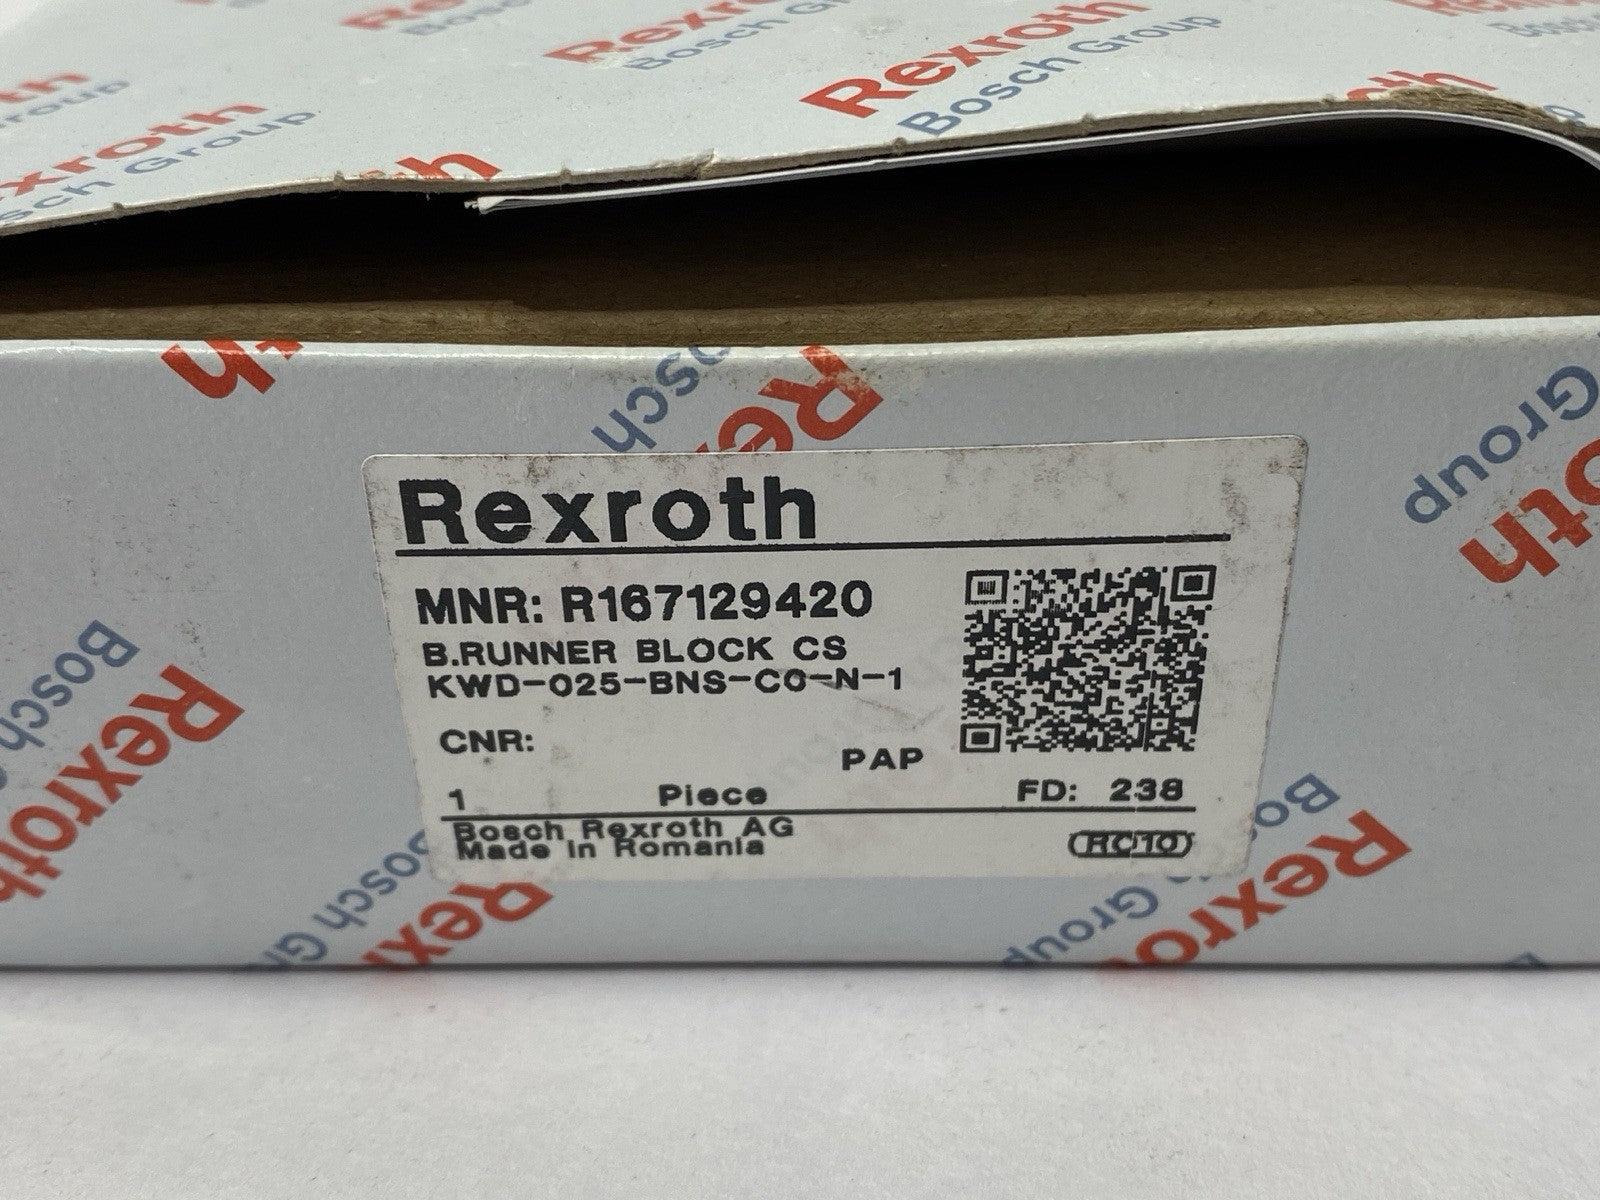 Rexroth
Bosch Group
Rexroth
Bosch Group
Rexroth
Bosch Group
Rexroth
MNR: R167129420
B.RUNNER BLOCK CS
KWD-025-BNS-C0-N-1
CNR:
PAP
1 Piece FD: 238
Bosch Rexroth AG
Made in Romania
RC10
Bosch
Rexroth
Group
Bosch
Rexroth
Bosch
Group